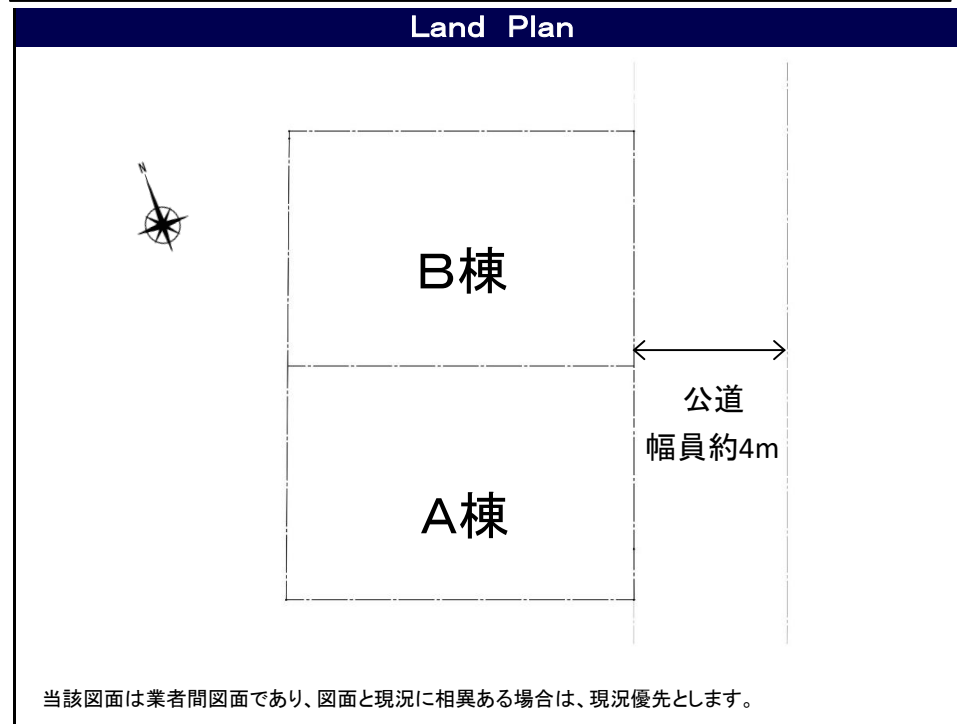 Land Plan
N
B棟
公道
幅員約4m
A棟
当該図面は業者間図面であり、図面と現況に相異ある場合は、現況優先とします。